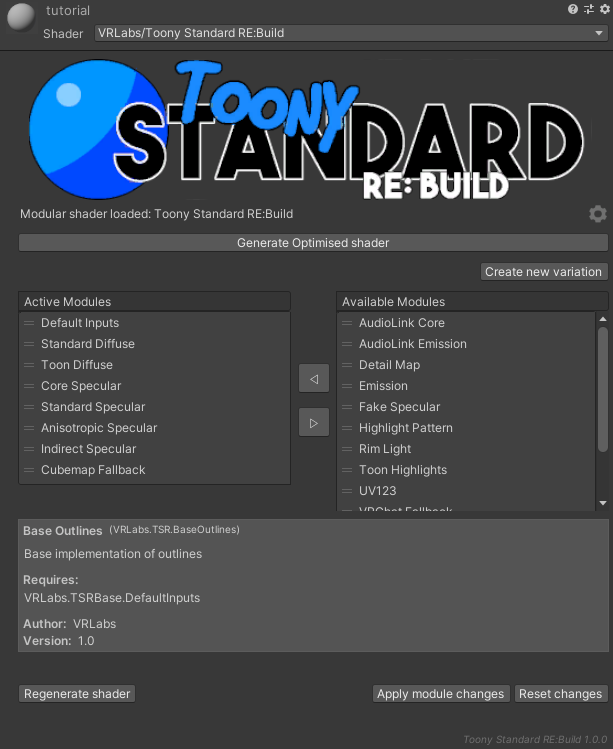 tutorial
Shader VRLabs/Toony Standard RE:Build
TOONY
STANDARD
RE: BUILD
Modular shader loaded: Toony Standard RE:Build
Generate Optimised shader
Create new variation
Active Modules
Default Inputs
Standard Diffuse
Toon Diffuse
Core Specular
Standard Specular
Anisotropic Specular
Indirect Specular
Cubemap Fallback
Available Modules
AudioLink Core
AudioLink Emission
Detail Map
Emission
Fake Specular
Highlight Pattern
Rim Light
Toon Highlights
UV123
VRChat Fallback
Base Outlines (VRLabs.TSR.BaseOutlines)
Base implementation of outlines
Requires:
VRLabs.TSRBase.DefaultInputs
Author: VRLabs
Version: 1.0
Regenerate shader Apply module changes Reset changes
Toony Standard RE:Build 1.0.0